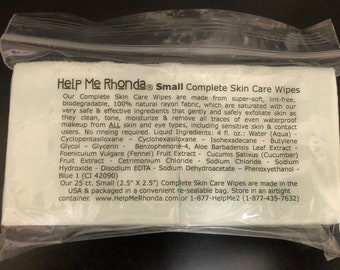 Help Me Rhonda® Small Complete Skin Care Wipes
Our Complete Skin Care Wipes are made from super-soft, lint-free,
biodegradable, 100% natural rayon fabric, which are saturated with our
very safe & effective ingredients that gently and safely exfoliate skin as
they clean, tone, moisturize & remove all traces of even waterproof
makeup from ALL skin and eye types, including sensitive skin & contact
users. No rinsing required. Liquid Ingredients: 4 fl. oz.: Water (Aqua) -
Cyclopentasiloxane - Cyclohexasiloxane - Isohexadecane - Butylene
Glycol - Glycerin - Benzophenone-4, Aloe Barbadensis Leaf Extract -
Foeniculum Vulgare (Fennel) Fruit Extract - Cucumis Sativus (Cucumber)
Fruit Extract - Cetrimonium Chloride - Sodium Chloride - Sodium
Hydroxide - Disodium EDTA - Sodium Dehydroacetate – Phenoxyethanol -
Blue 1 (CI 42090)
Our 25 ct. Small (2.5" X 2.5") Complete Skin Care Wipes are made in the
USA & packaged in a convenient re-sealable bag. Store in an airtight
container. www.HelpMeRhonda.com or 1-877-HelpMe2 (1-877-435-7632)